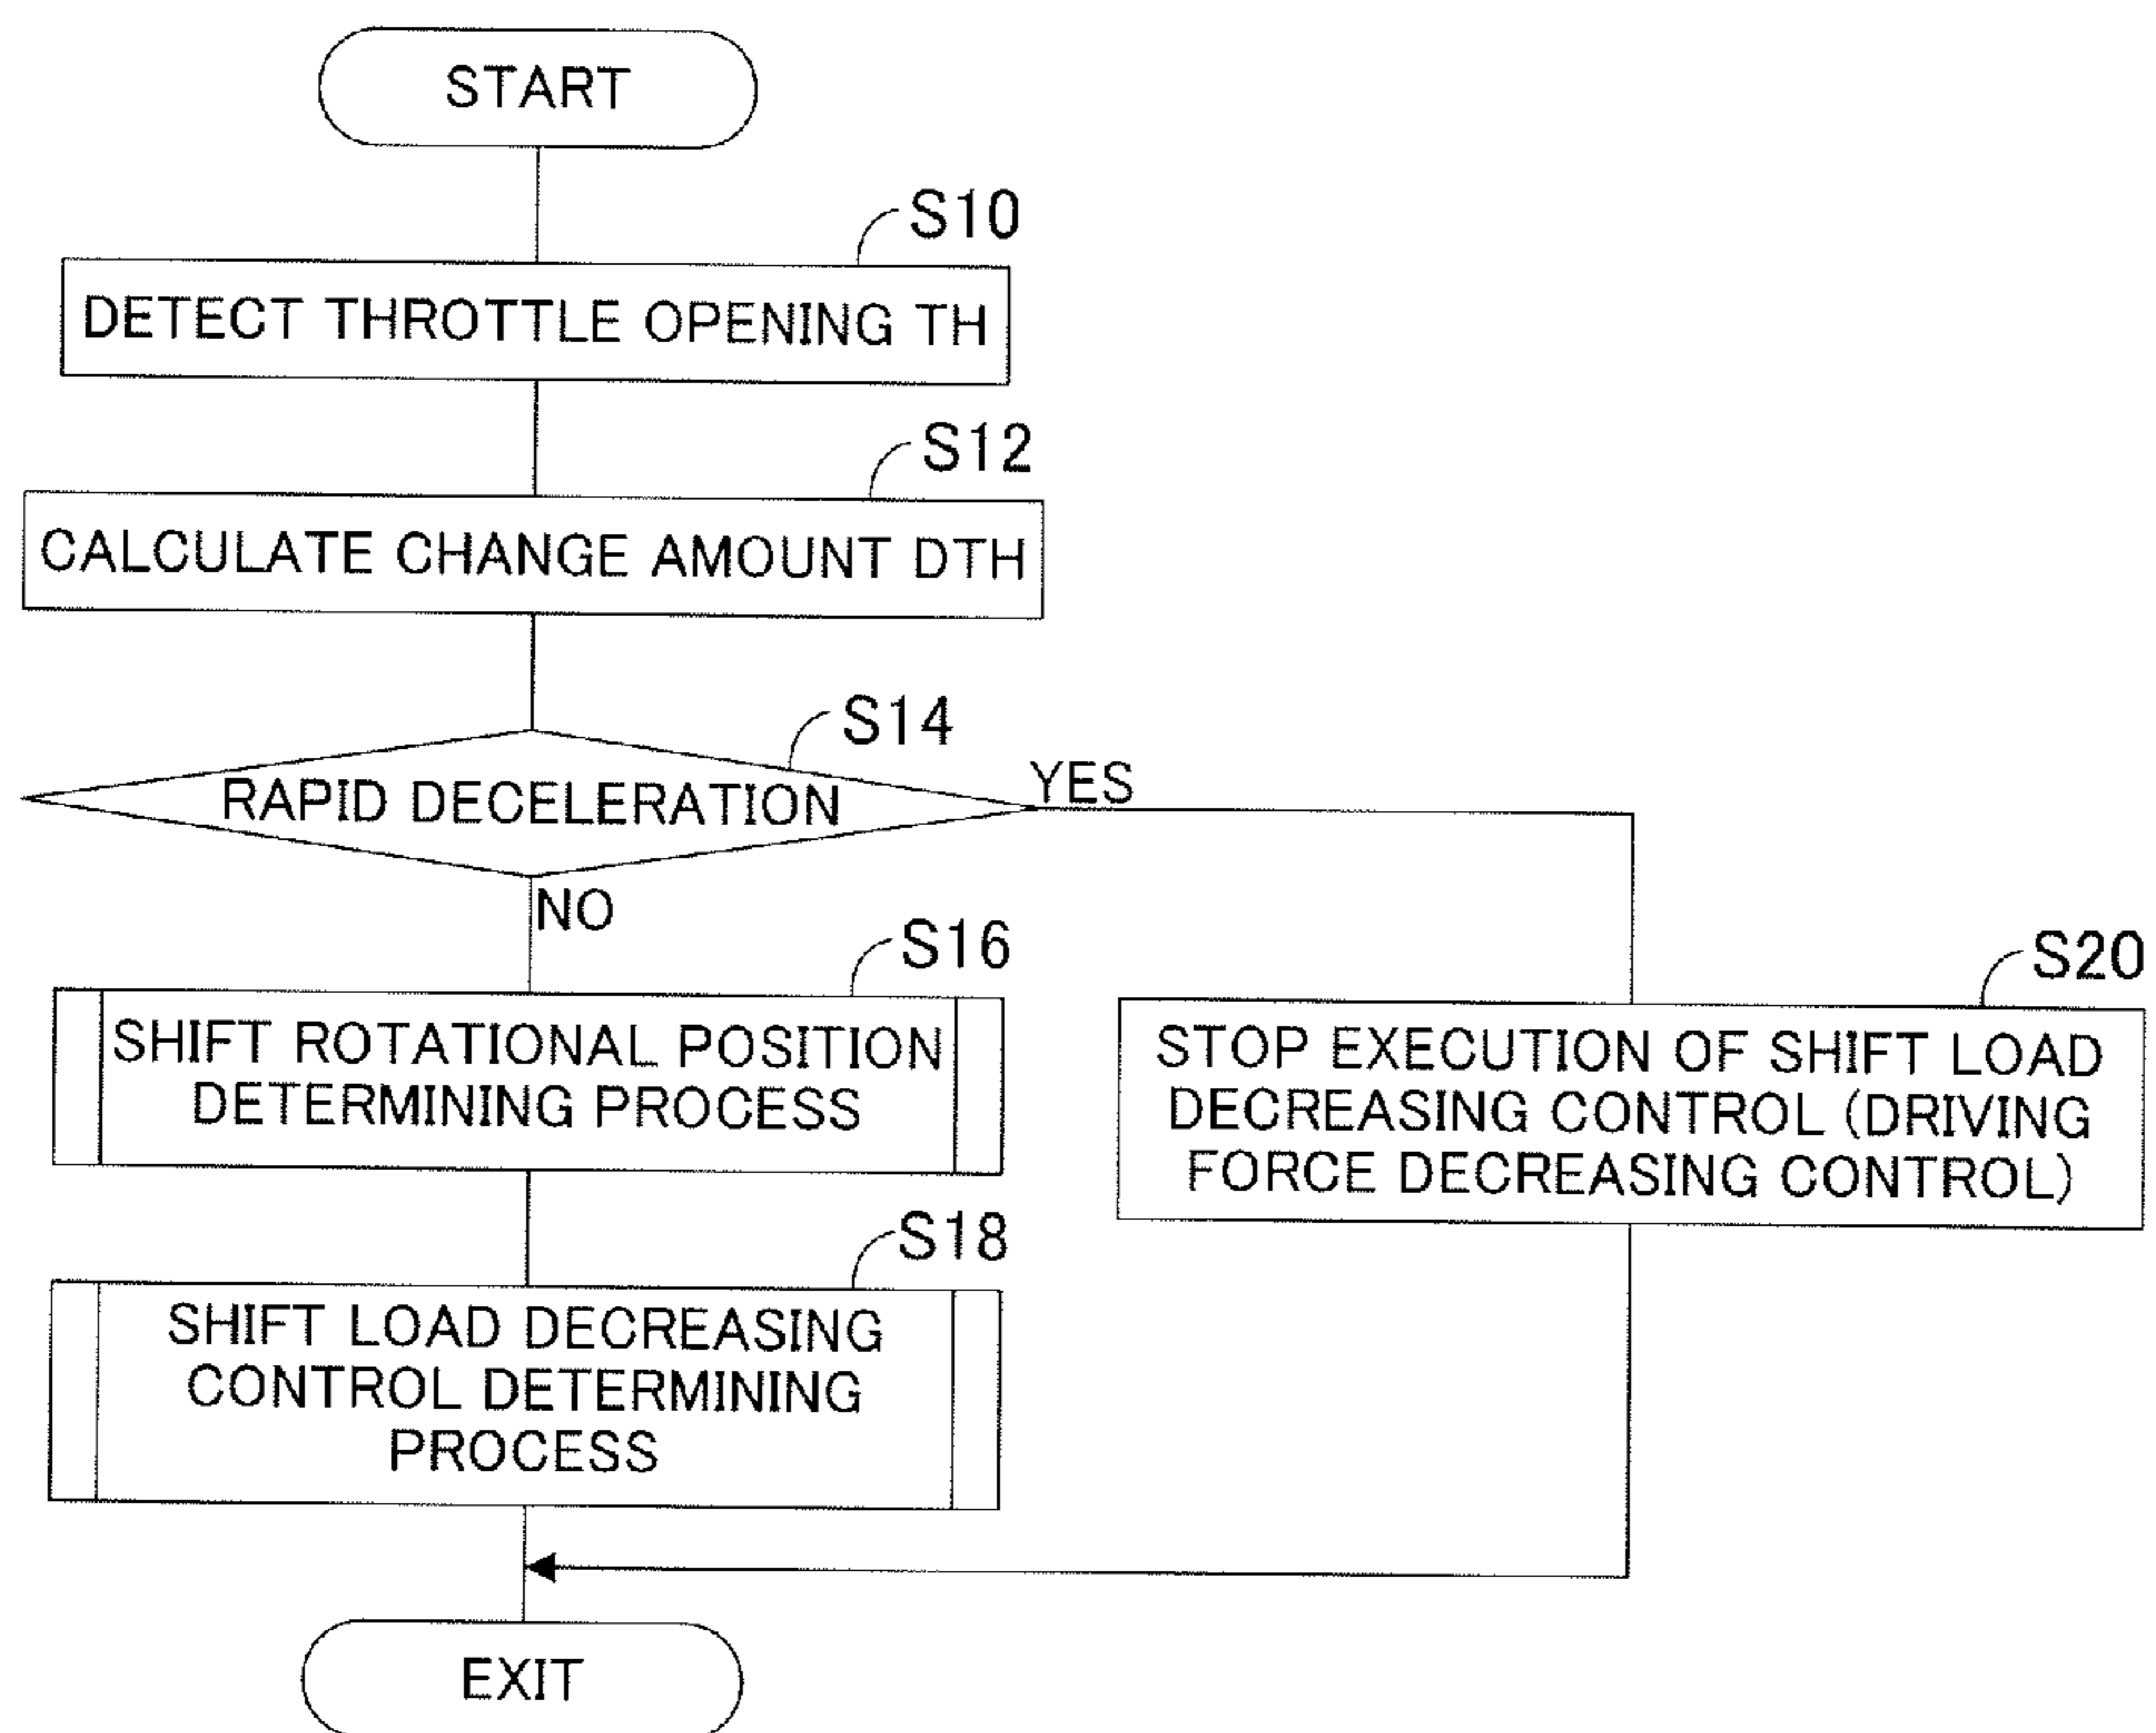 START
S10
DETECT THROTTLE OPENING TH
S12
CALCULATE CHANGE AMOUNT DTH
S14
RAPID DECELERATION
YES
NO
S16
SHIFT ROTATIONAL POSITION
DETERMINING PROCESS
S20
STOP EXECUTION OF SHIFT LOAD
DECREASING CONTROL (DRIVING
FORCE DECREASING CONTROL)
S18
SHIFT LOAD DECREASING
CONTROL DETERMINING
PROCESS
EXIT